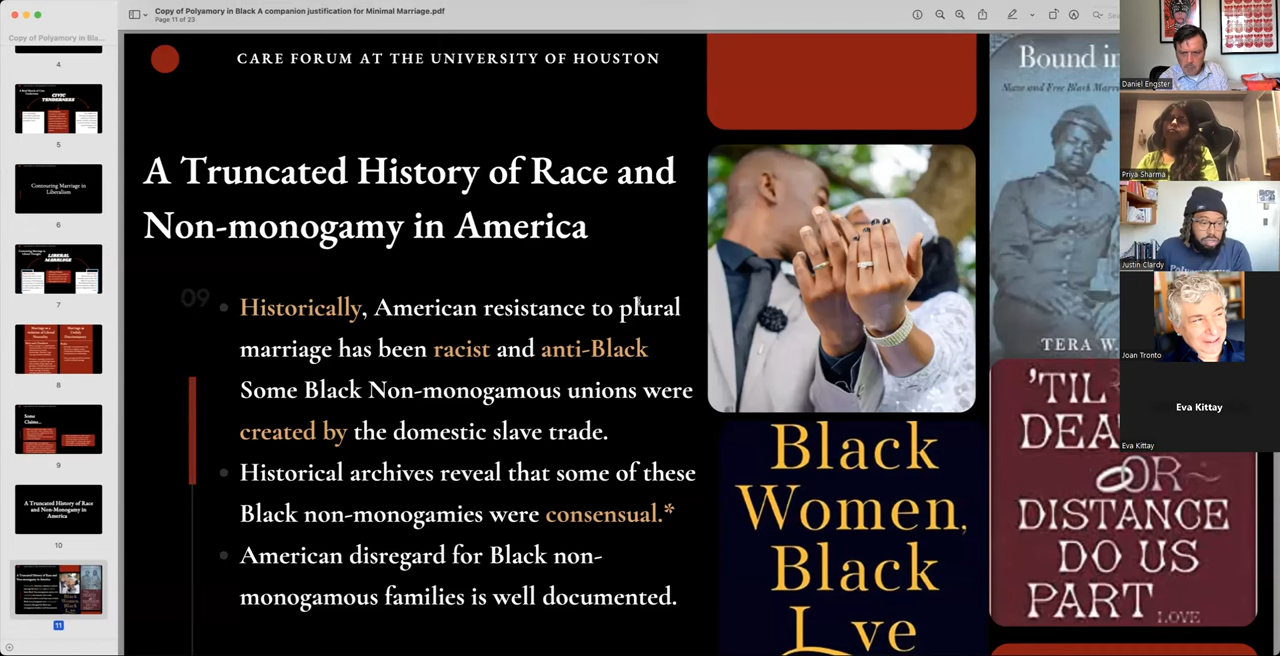 Copy of Polyamory in Black A companion justification for Minimal Marriage.pdf
Page 11 of 23
Copy of Polyamory in Bla...
4
CIVIC
TENDERNESS
5
Contouring Marriage in
Liberalism
6
LIBERAL
MARRIAGE
7
8
Some
Claims...
9
A Truncated History of Race
and Non-Monogamy in
America
10
11
CARE FORUM AT THE UNIVERSITY OF HOUSTON
A Truncated History of Race and
Non-monogamy in America
09
Historically, American resistance to plural
marriage has been racist and anti-Black
Some Black Non-monogamous unions were
created by the domestic slave trade.
Historical archives reveal that some of these
Black non-monogamies were consensual.*
American disregard for Black non-
monogamous families is well documented.
Black
Women,
Black
L ve
Bound in
Slave and Free Black Marr
TERA W.
'TIL
DEA
OR
DISTANCE
DO US
PART
LOVE
Daniel Engster
Priya Sharma
Justin Clardy
Joan Tronto
Eva Kittay
Eva Kittay